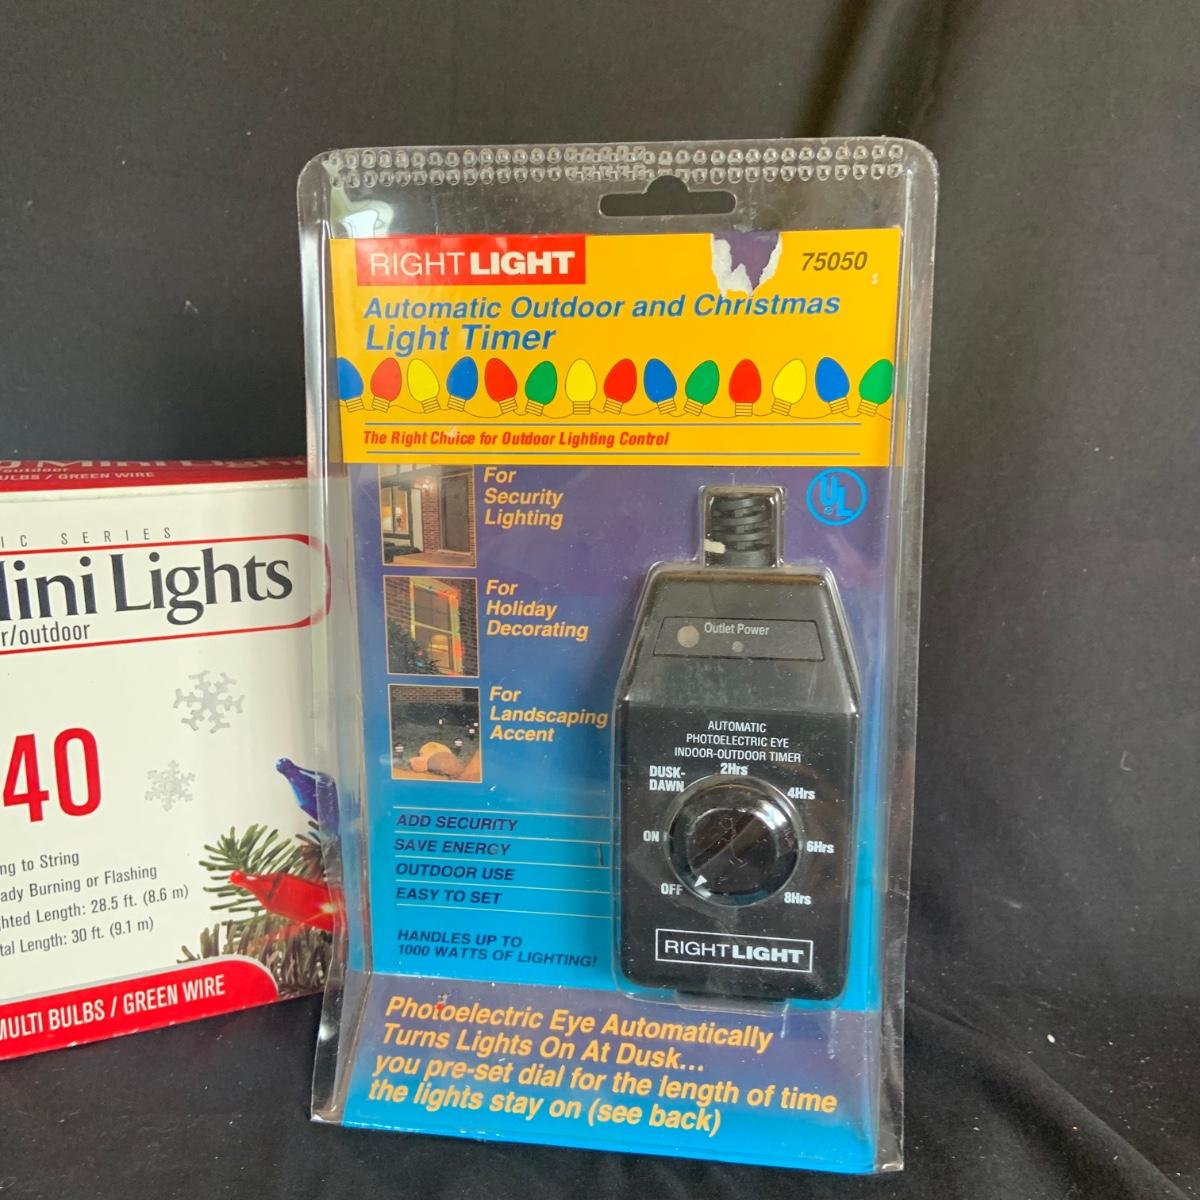 RIGHT LIGHT
75050
Automatic Outdoor and Christmas
Light Timer
The Right Choice for Outdoor Lighting Control
For
Security
Lighting
UL
For
Holiday
Decorating
For
Landscaping
Accent
ADD SECURITY
SAVE ENERGY
OUTDOOR USE
EASY TO SET
HANDLES UP TO
1000 WATTS OF LIGHTING!
Outlet Power
AUTOMATIC
PHOTOELECTRIC EYE
INDOOR-OUTDOOR TIMER
DUSK-
DAWN
2Hrs
4Hrs
ON
6Hrs
OFF
8Hrs
RIGHT LIGHT
Photoelectric Eye Automatically
Turns Lights On At Dusk...
you pre-set dial for the length of time
the lights stay on (see back)
Mini Lights
/outdoor
ULBS / GREEN WIRE
IC SERIES
Mini Lights
r/outdoor
40
ng to String
ady Burning or Flashing
ghted Length: 28.5 ft. (8.6 m)
tal Length: 30 ft. (9.1 m)
MULTI BULBS / GREEN WIRE